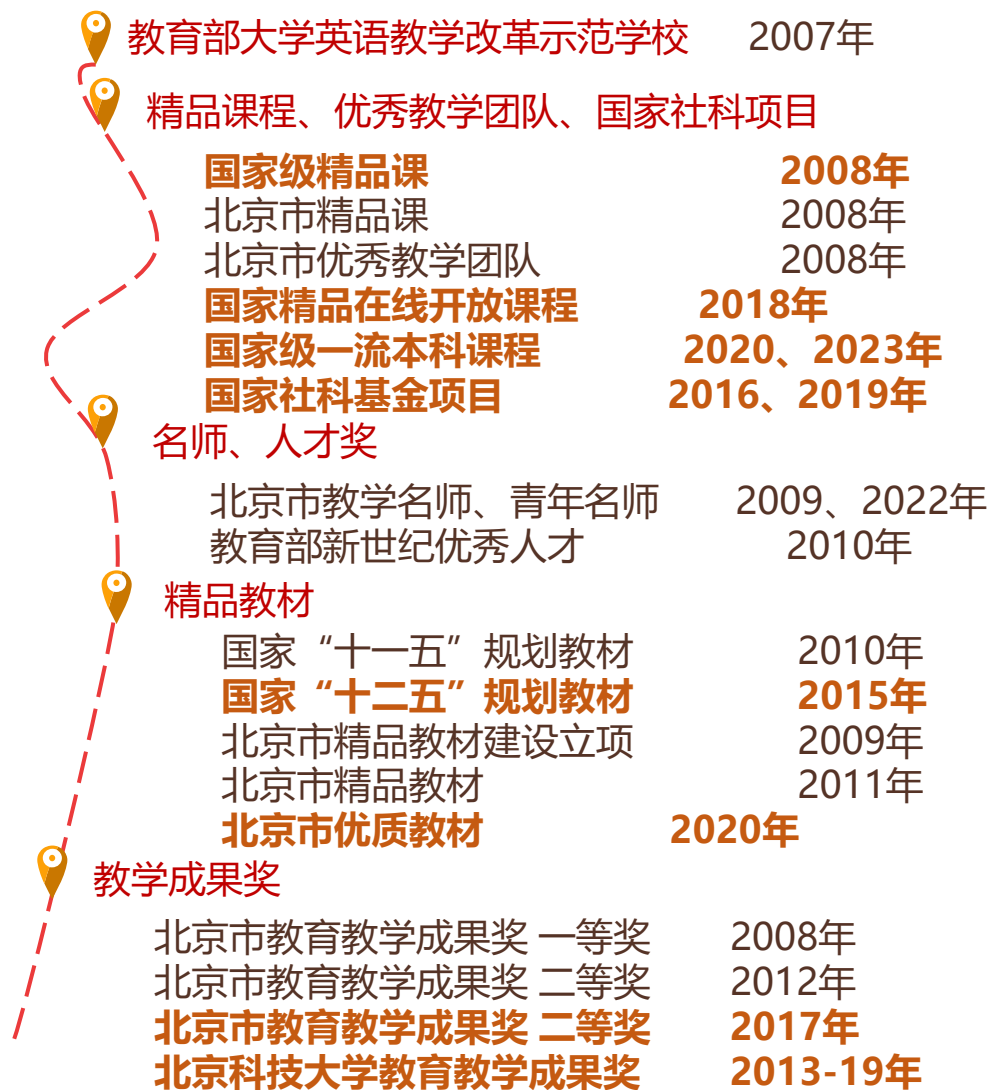 教育部大学英语教学改革示范学校 2007年
精品课程、优秀教学团队、国家社科项目
国家级精品课 2008年
北京市精品课 2008年
北京市优秀教学团队 2008年
国家精品在线开放课程 2018年
国家级一流本科课程 2020、2023年
国家社科基金项目 2016、2019年
名师、人才奖
北京市教学名师、青年名师 2009、2022年
教育部新世纪优秀人才 2010年
精品教材
国家“十一五”规划教材 2010年
国家“十二五”规划教材 2015年
北京市精品教材建设立项 2009年
北京市精品教材 2011年
北京市优质教材 2020年
教学成果奖
北京市教育教学成果奖 一等奖 2008年
北京市教育教学成果奖 二等奖 2012年
北京市教育教学成果奖 二等奖 2017年
北京科技大学教育教学成果奖 2013-19年